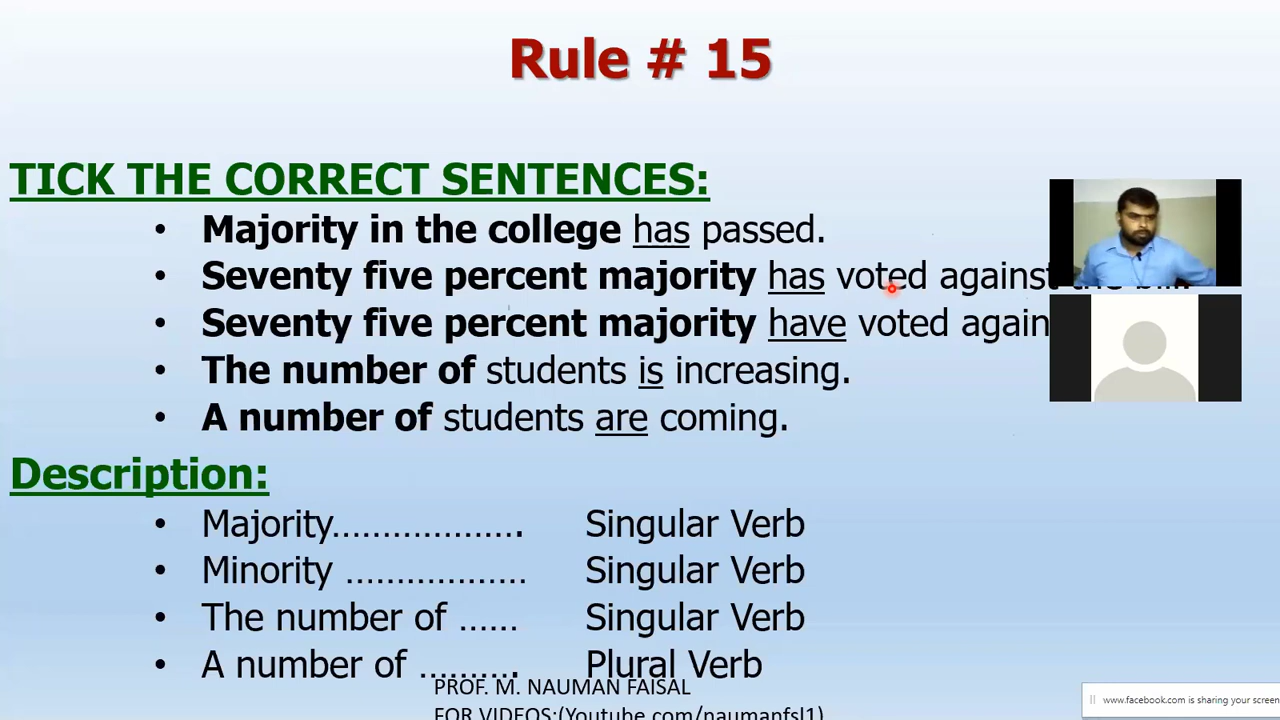 Rule # 15
TICK THE CORRECT SENTENCES:
• Majority in the college has passed.
• Seventy five percent majority has voted against the bill.
• Seventy five percent majority have voted again
• The number of students is increasing.
• A number of students are coming.
Description:
• Majority................... Singular Verb
• Minority .................. Singular Verb
• The number of ...... Singular Verb
• A number of .......... Plural Verb
PROF. M. NAUMAN FAISAL
FOR VIDEOS:(Youtube.com/naumanfsl1)
www.facebook.com is sharing your screen